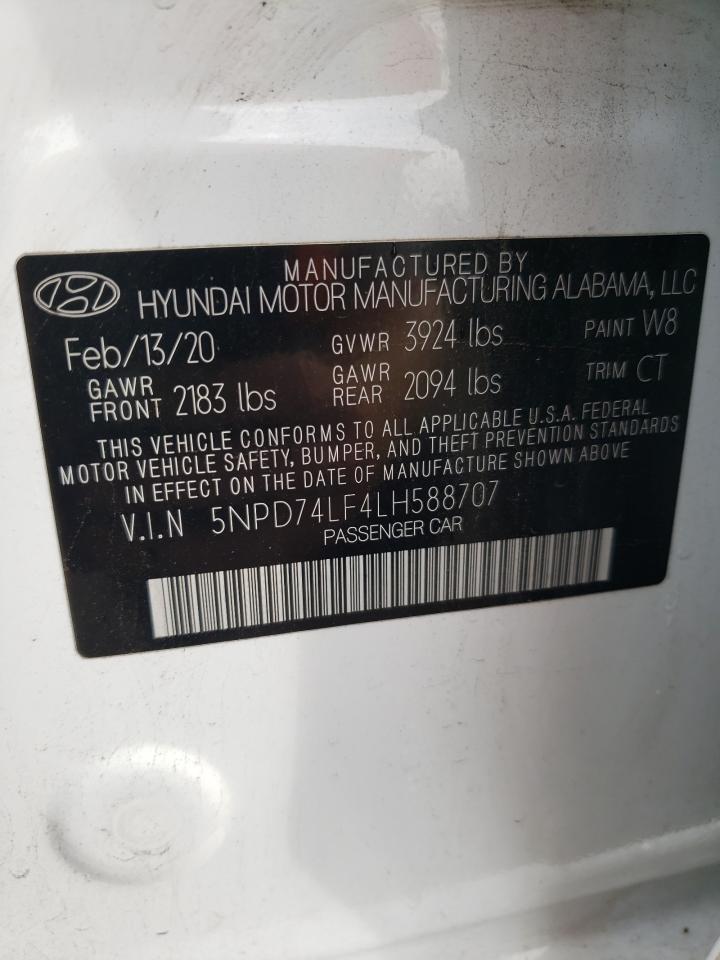 MANUFACTURED BY
HYUNDAI MOTOR MANUFACTURING ALABAMA, LLC
Feb/13/20 GVWR 3924 lbs PAINT W8
GAWR FRONT 2183 lbs GAWR REAR 2094 lbs TRIM CT
THIS VEHICLE CONFORMS TO ALL APPLICABLE U.S.A. FEDERAL
MOTOR VEHICLE SAFETY, BUMPER, AND THEFT PREVENTION STANDARDS
IN EFFECT ON THE DATE OF MANUFACTURE SHOWN ABOVE
V.I.N 5NPD74LF4LH588707
PASSENGER CAR